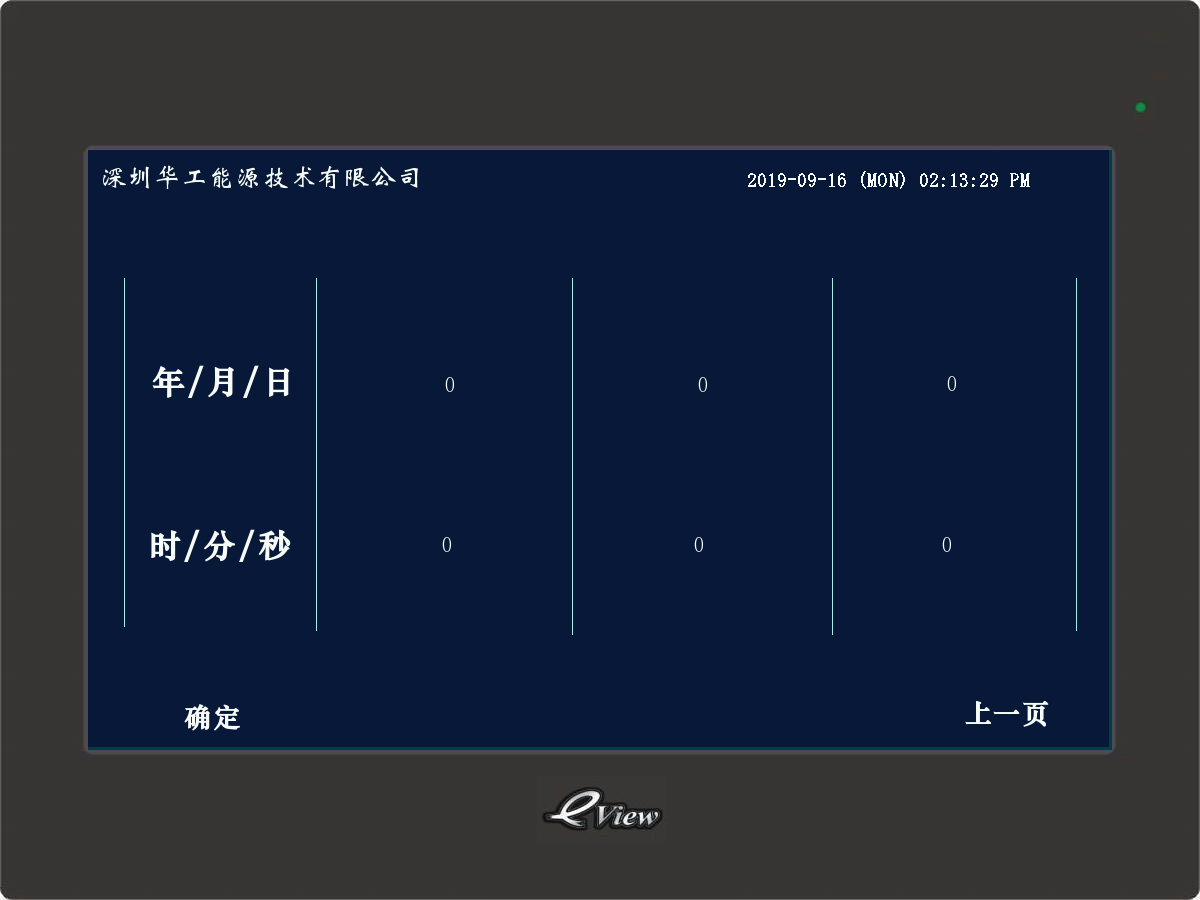 深圳华工能源技术有限公司
2019-09-16 (MON) 02:13:29 PM
年/月/日 0 0 0
时/分/秒 0 0 0
确定
上一页
eView